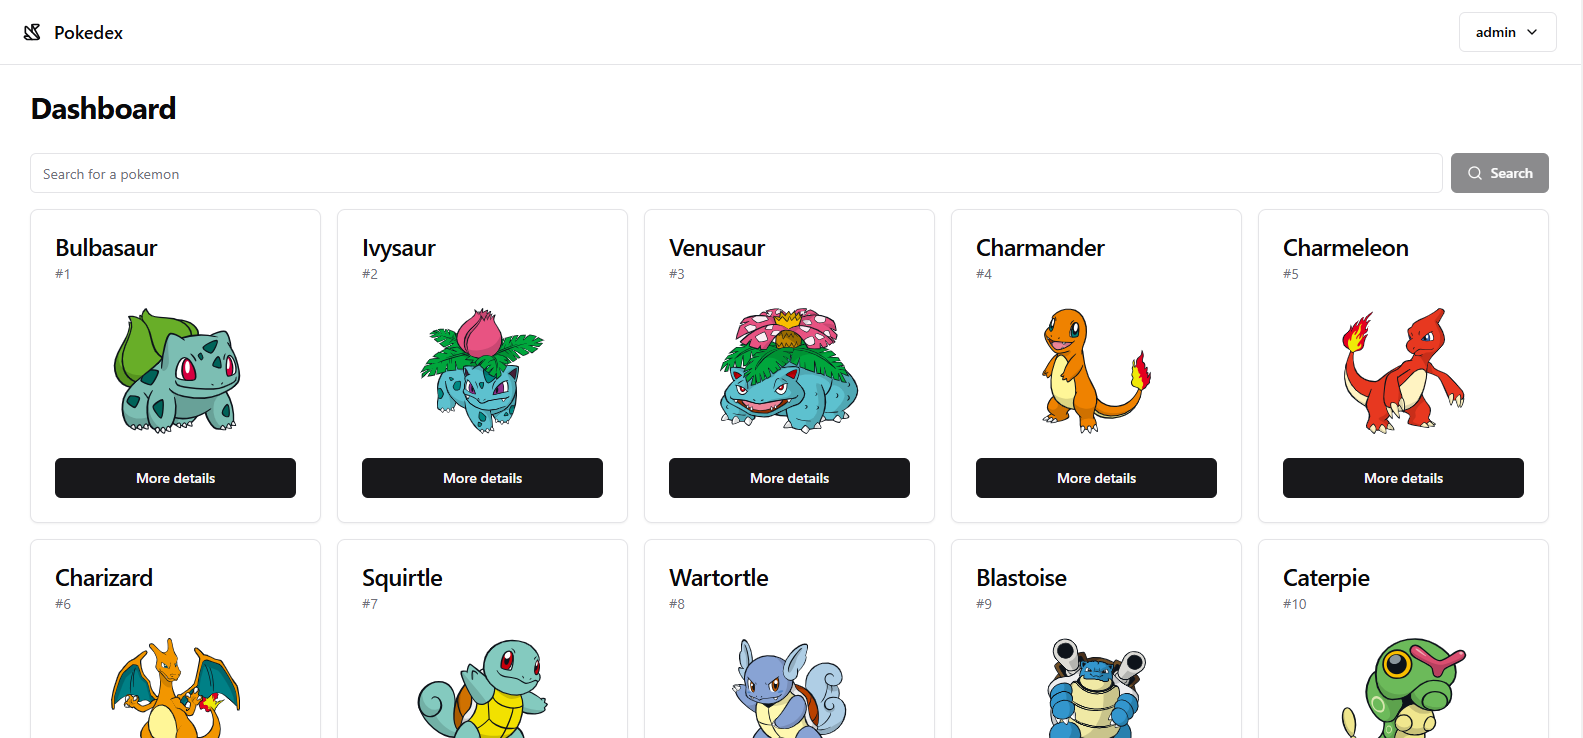 Pokedex
admin
Dashboard
Search for a pokemon
Search
Bulbasaur
#1
More details
Ivysaur
#2
More details
Venusaur
#3
More details
Charmander
#4
More details
Charmeleon
#5
More details
Charizard
#6
Squirtle
#7
Wartortle
#8
Blastoise
#9
Caterpie
#10